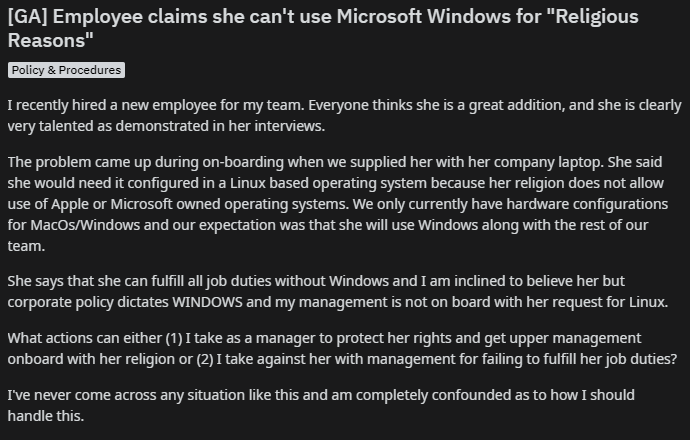 [GA] Employee claims she can't use Microsoft Windows for "Religious
Reasons"
Policy & Procedures
I recently hired a new employee for my team. Everyone thinks she is a great addition, and she is clearly
very talented as demonstrated in her interviews.
The problem came up during on-boarding when we supplied her with her company laptop. She said
she would need it configured in a Linux based operating system because her religion does not allow
use of Apple or Microsoft owned operating systems. We only currently have hardware configurations
for MacOs/Windows and our expectation was that she will use Windows along with the rest of our
team.
She says that she can fulfill all job duties without Windows and I am inclined to believe her but
corporate policy dictates WINDOWS and my management is not on board with her request for Linux.
What actions can either (1) I take as a manager to protect her rights and get upper management
onboard with her religion or (2) I take against her with management for failing to fulfill her job duties?
I've never come across any situation like this and am completely confounded as to how I should
handle this.